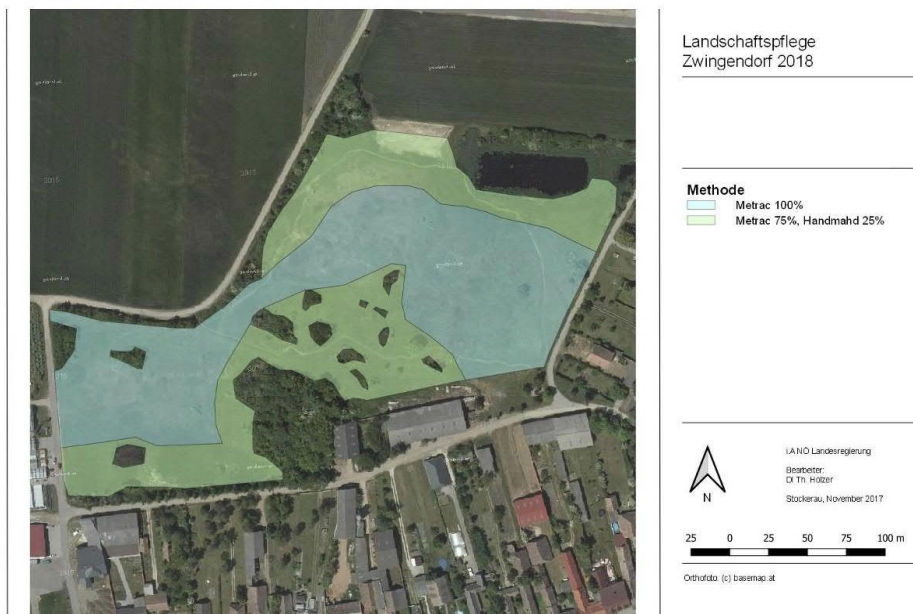 Landschaftspflege
Zwingendorf 2018
Methode
Metrac 100%
Metrac 75%, Handmahd 25%
i.A NÖ Landesregierung
Bearbeiter:
DI Th. Holzer
Stockerau, November 2017
N
25 0 25 50 75 100 m
Orthofoto: (c) basemap.at